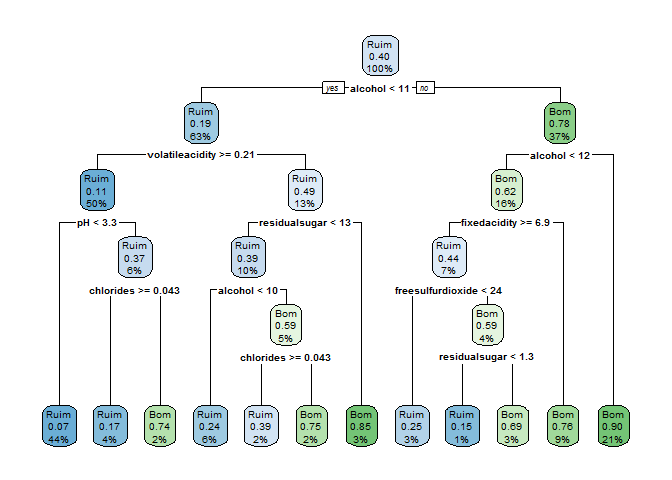 Ruim
0.40
100%
yes alcohol < 11 no
Ruim
0.19
63%
Bom
0.78
37%
volatileacidity >= 0.21
alcohol < 12
Ruim
0.11
50%
Ruim
0.49
13%
Bom
0.62
16%
pH < 3.3
residualsugar < 13
fixedacidity >= 6.9
Ruim
0.37
6%
Ruim
0.39
10%
Ruim
0.44
7%
chlorides >= 0.043
alcohol < 10
freesulfurdioxide < 24
Bom
0.59
5%
Bom
0.59
4%
chlorides >= 0.043
residualsugar < 1.3
Ruim
0.07
44%
Ruim
0.17
4%
Bom
0.74
2%
Ruim
0.24
6%
Ruim
0.39
2%
Bom
0.75
2%
Bom
0.85
3%
Ruim
0.25
3%
Ruim
0.15
1%
Bom
0.69
3%
Bom
0.76
9%
Bom
0.90
21%